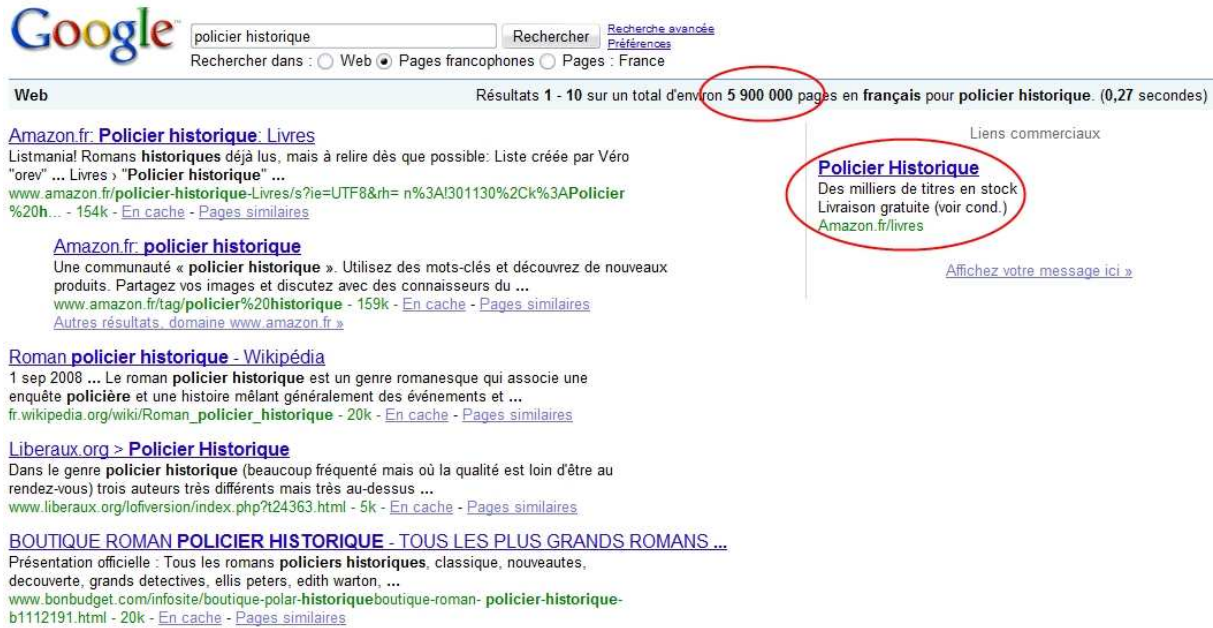 Google
policier historique
Rechercher
Recherche avancée
Préférences
Rechercher dans : Web Pages francophones Pages : France
Web
Résultats 1 - 10 sur un total d'environ 5 900 000 pages en français pour policier historique. (0,27 secondes)
Amazon.fr: Policier historique: Livres
Listmania! Romans historiques déjà lus, mais à relire dès que possible: Liste créée par Véro
"orev" ... Livres › "Policier historique" ...
www.amazon.fr/policier-historique-Livres/s?ie=UTF8&rh= n%3A!301130%2Ck%3APolicier
%20h... - 154k - En cache - Pages similaires
Amazon.fr: policier historique
Une communauté « policier historique ». Utilisez des mots-clés et découvrez de nouveaux
produits. Partagez vos images et discutez avec des connaisseurs du ...
www.amazon.fr/tag/policier%20historique - 159k - En cache - Pages similaires
Autres résultats, domaine www.amazon.fr »
Roman policier historique - Wikipédia
1 sep 2008 ... Le roman policier historique est un genre romanesque qui associe une
enquête policière et une histoire mêlant généralement des événements et ...
fr.wikipedia.org/wiki/Roman_policier_historique - 20k - En cache - Pages similaires
Liberaux.org > Policier Historique
Dans le genre policier historique (beaucoup fréquenté mais où la qualité est loin d'être au
rendez-vous) trois auteurs très différents mais très au-dessus ...
www.liberaux.org/lofiversion/index.php?t24363.html - 5k - En cache - Pages similaires
BOUTIQUE ROMAN POLICIER HISTORIQUE - TOUS LES PLUS GRANDS ROMANS ...
Présentation officielle : Tous les romans policiers historiques, classique, nouveautes,
decouverte, grands detectives, ellis peters, edith warton, ...
www.bonbudget.com/infosite/boutique-polar-historiqueboutique-roman- policier-historique-
b1112191.html - 20k - En cache - Pages similaires
Liens commerciaux
Policier Historique
Des milliers de titres en stock
Livraison gratuite (voir cond.)
Amazon.fr/livres
Affichez votre message ici »